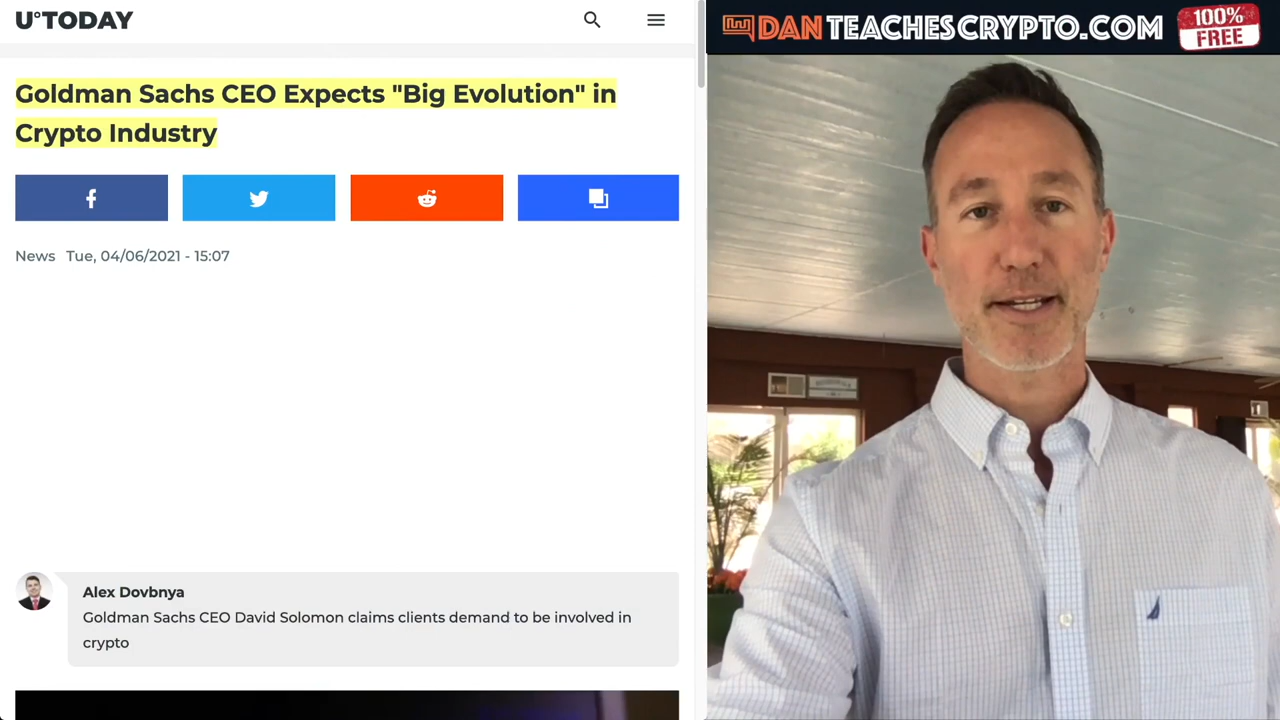 U°TODAY
Goldman Sachs CEO Expects "Big Evolution" in
Crypto Industry
News Tue, 04/06/2021 - 15:07
Alex Dovbnya
Goldman Sachs CEO David Solomon claims clients demand to be involved in
crypto
DANTEACHESCRYPTO.COM
100%
FREE